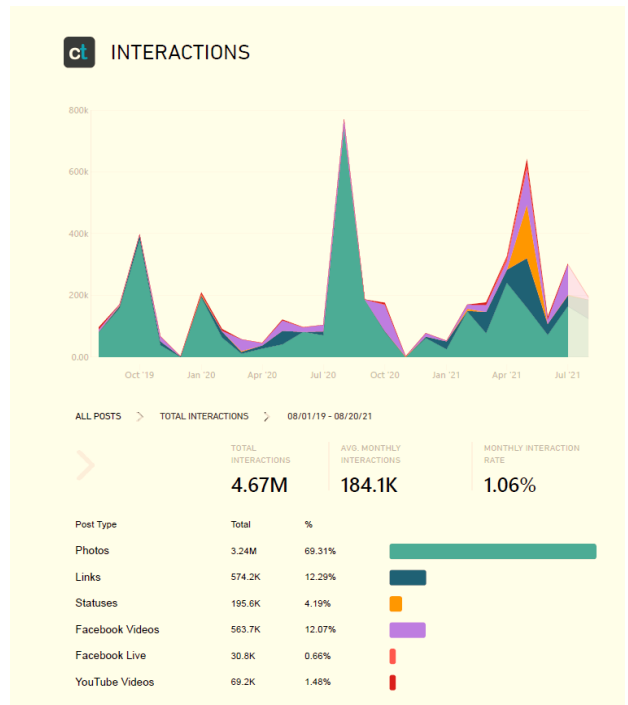 ct INTERACTIONS
800k
600k
400k
200k
0.00
Oct '19 Jan '20 Apr '20 Jul '20 Oct '20 Jan '21 Apr '21 Jul '21
ALL POSTS TOTAL INTERACTIONS 08/01/19 - 08/20/21
TOTAL INTERACTIONS
4.67M
AVG. MONTHLY INTERACTIONS
184.1K
MONTHLY INTERACTION RATE
1.06%
Post Type Total %
Photos 3.24M 69.31%
Links 574.2K 12.29%
Statuses 195.6K 4.19%
Facebook Videos 563.7K 12.07%
Facebook Live 30.8K 0.66%
YouTube Videos 69.2K 1.48%